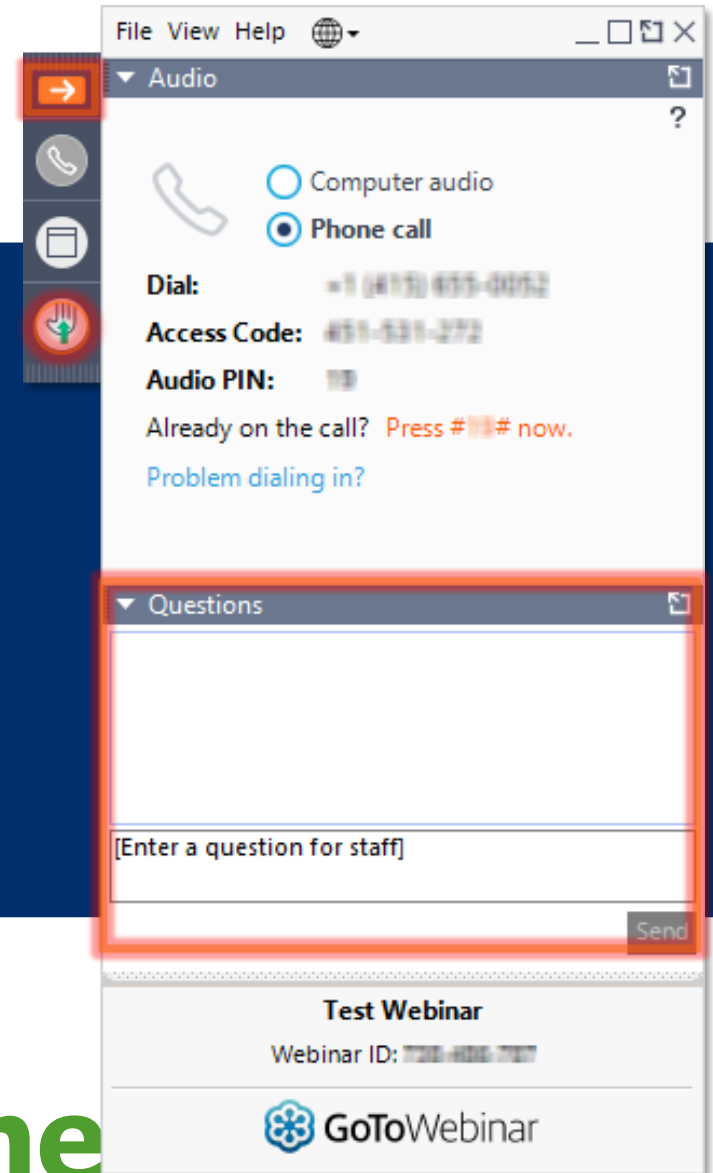 File View Help
Audio
?
Computer audio
Phone call
Dial:
Access Code:
Audio PIN:
Already on the call? Press # # now.
Problem dialing in?
Questions
[Enter a question for staff]
Send
Test Webinar
Webinar ID:
GoToWebinar
ne